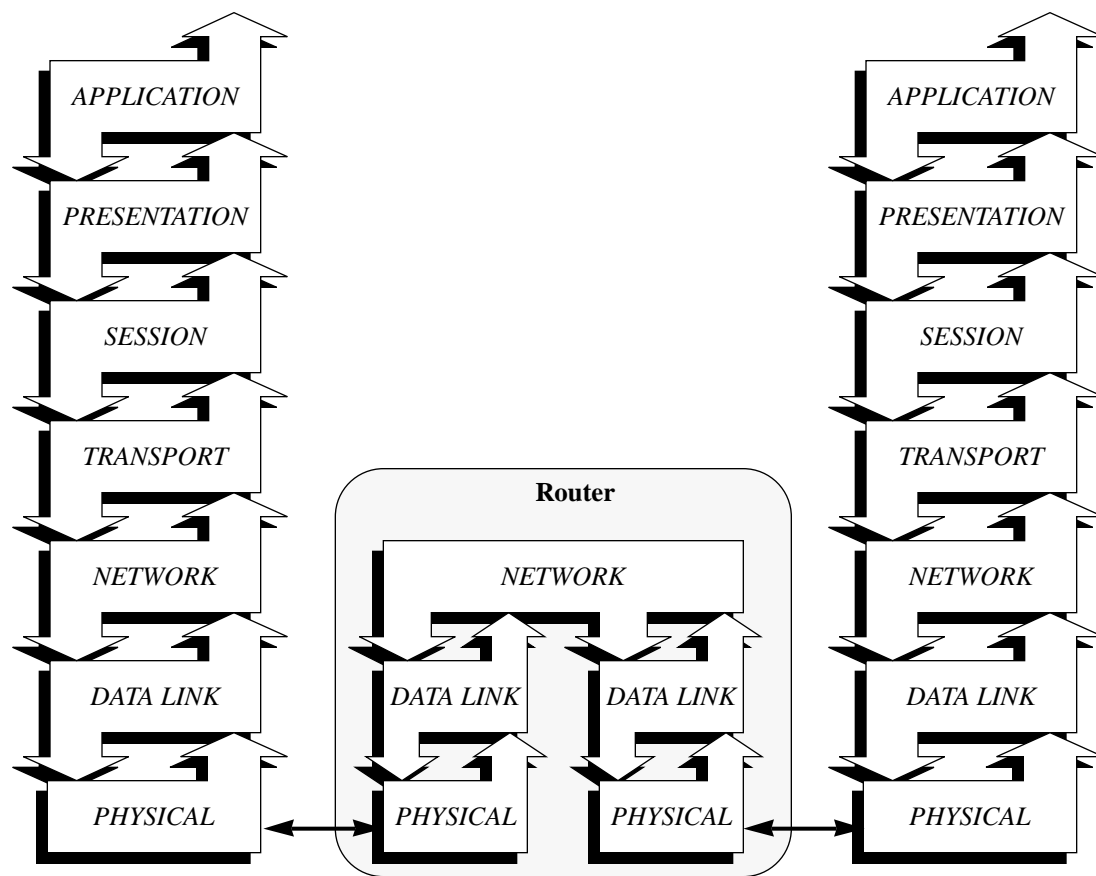 APPLICATION
PRESENTATION
SESSION
TRANSPORT
NETWORK
DATA LINK
PHYSICAL
Router
NETWORK
DATA LINK
DATA LINK
PHYSICAL
PHYSICAL
APPLICATION
PRESENTATION
SESSION
TRANSPORT
NETWORK
DATA LINK
PHYSICAL